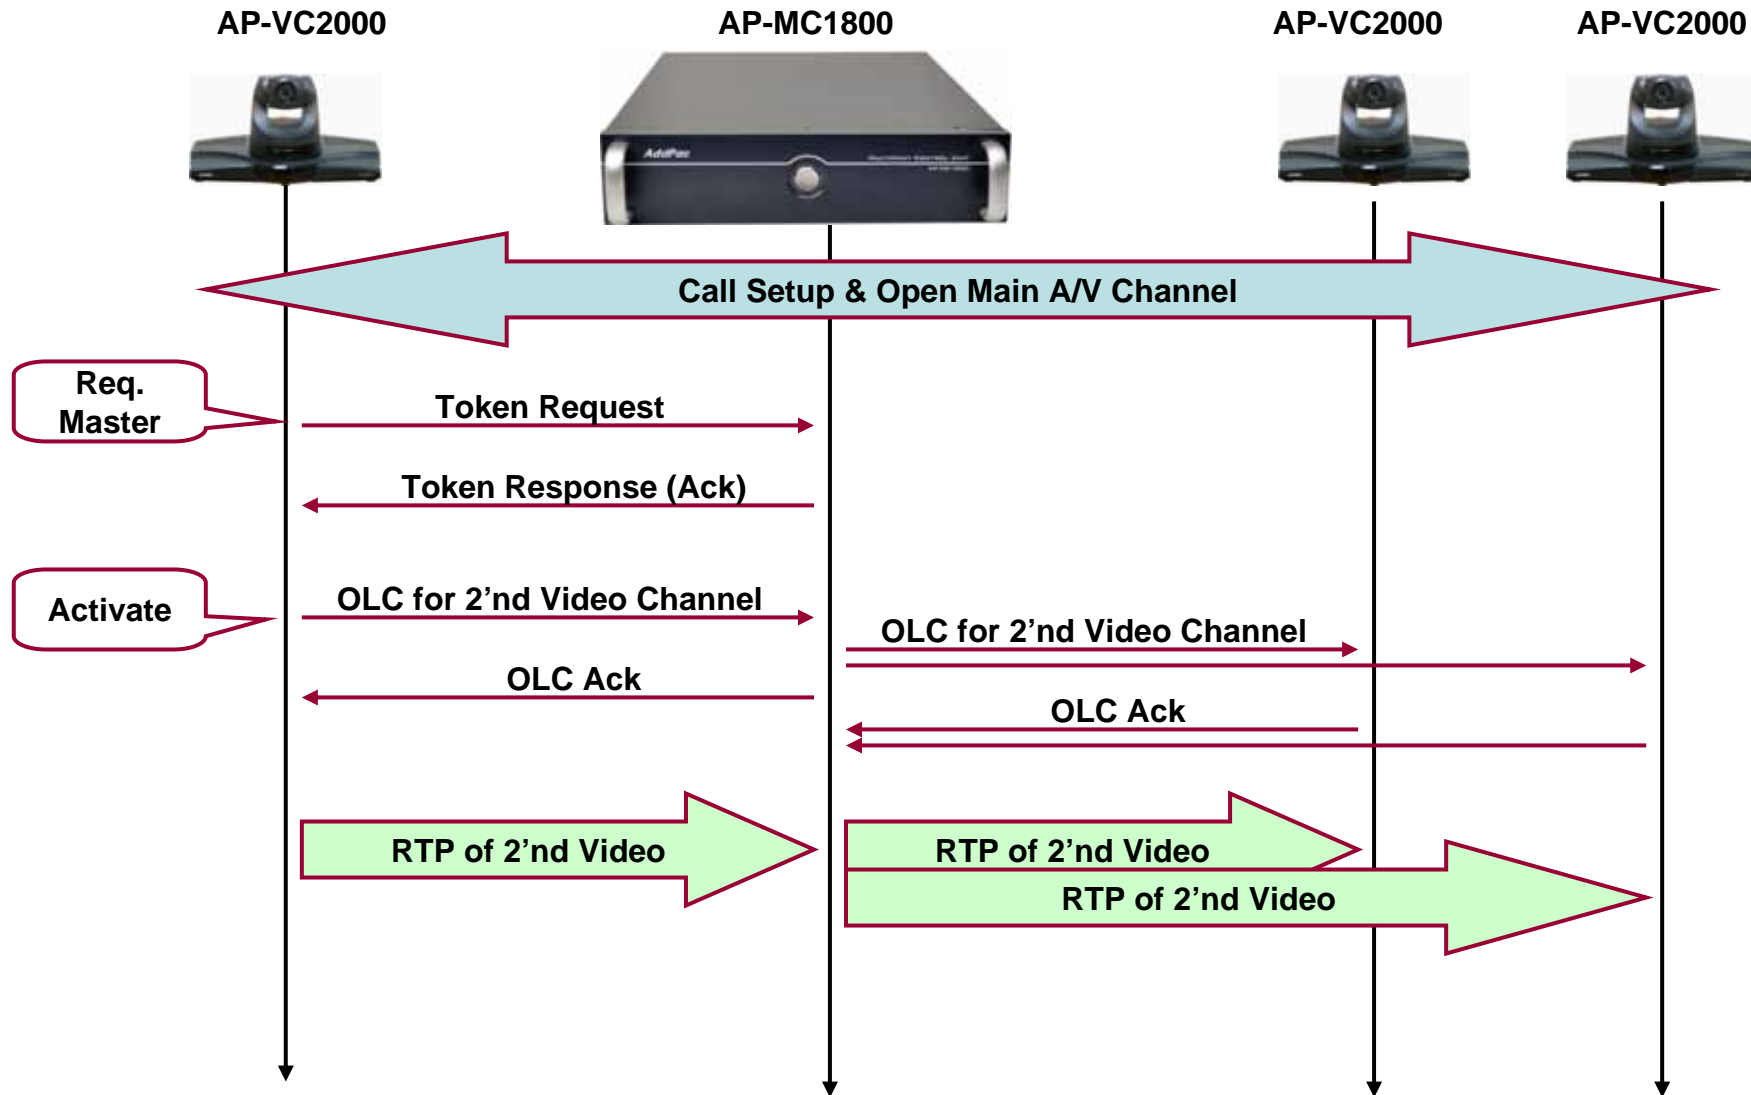 AP-VC2000
AP-MC1800
AP-VC2000
AP-VC2000
AddPac
Call Setup & Open Main A/V Channel
Req.
Master
Token Request
Token Response (Ack)
Activate
OLC for 2’nd Video Channel
OLC for 2’nd Video Channel
OLC Ack
OLC Ack
RTP of 2’nd Video
RTP of 2’nd Video
RTP of 2’nd Video